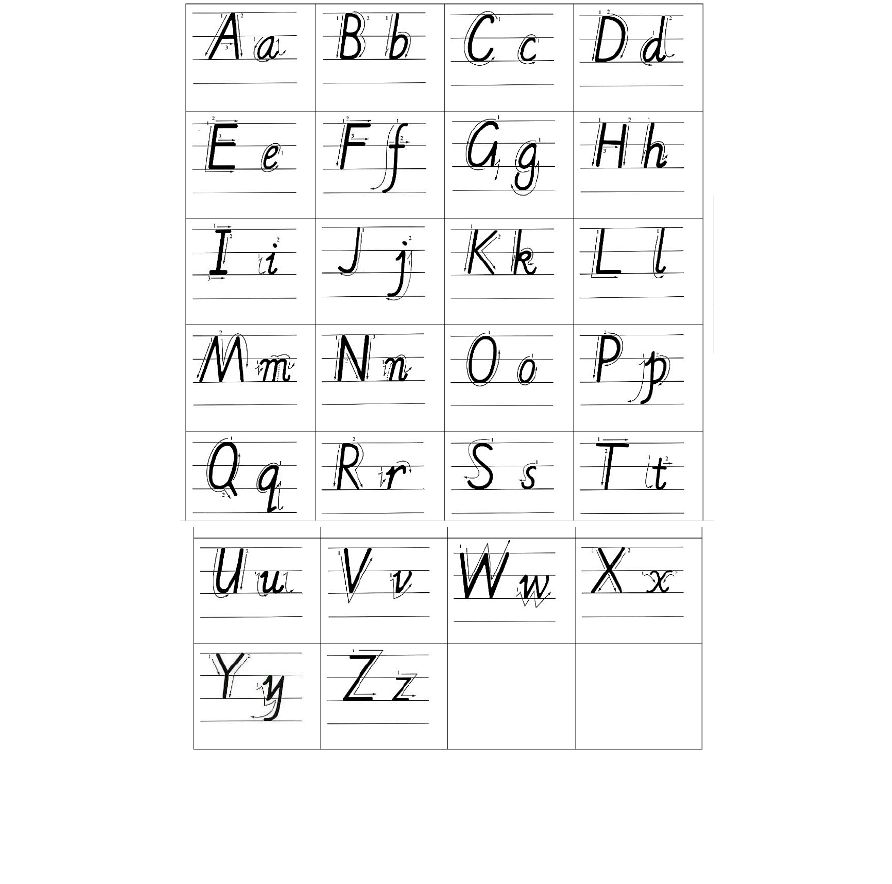 Aa Bb Cc Dd
Ee Ff Gg Hh
Ii Jj Kk Ll
Mm Nn Oo Pp
Qq Rr Ss Tt
Uu Vv Ww Xx
Yy Zz